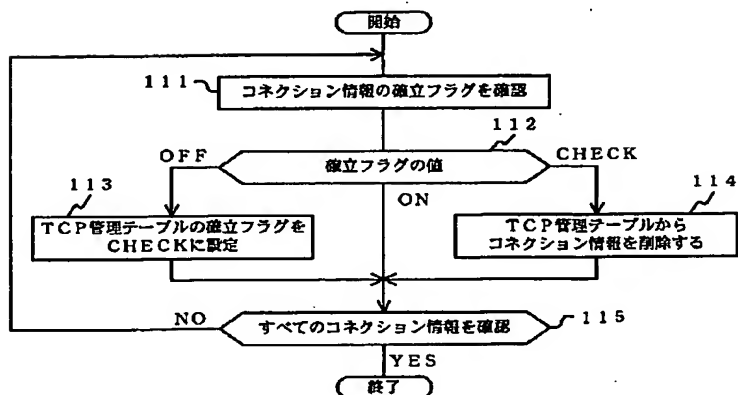 開始
111
コネクション情報の確立フラグを確認
112
OFF
確立フラグの値
CHECK
113
ON
114
TCP管理テーブルの確立フラグを
CHECKに設定
TCP管理テーブルから
コネクション情報を削除する
NO
すべてのコネクション情報を確認
115
YES
終了